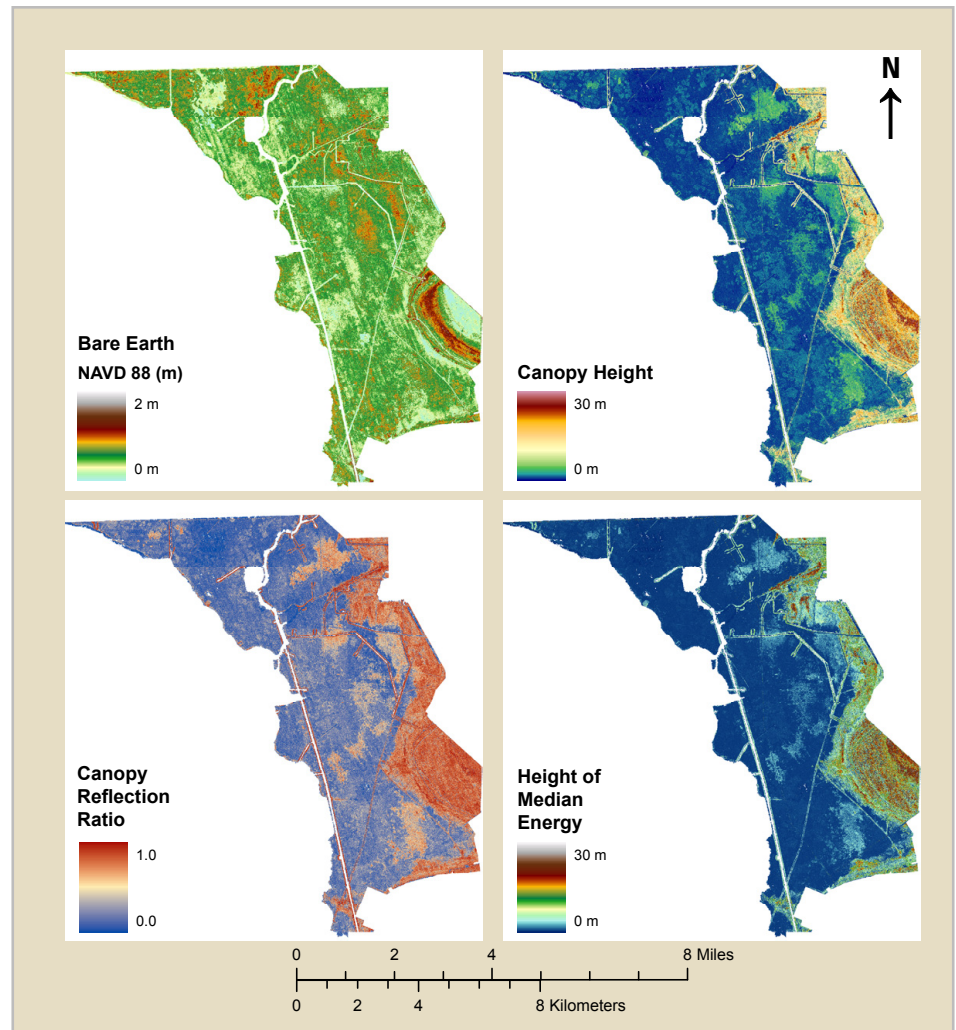 Bare Earth
NAVD 88 (m)
2 m
0 m
N
Canopy Height
30 m
0 m
Canopy
Reflection
Ratio
1.0
0.0
Height of
Median
Energy
30 m
0 m
0 2 4 8 Miles
0 2 4 8 Kilometers